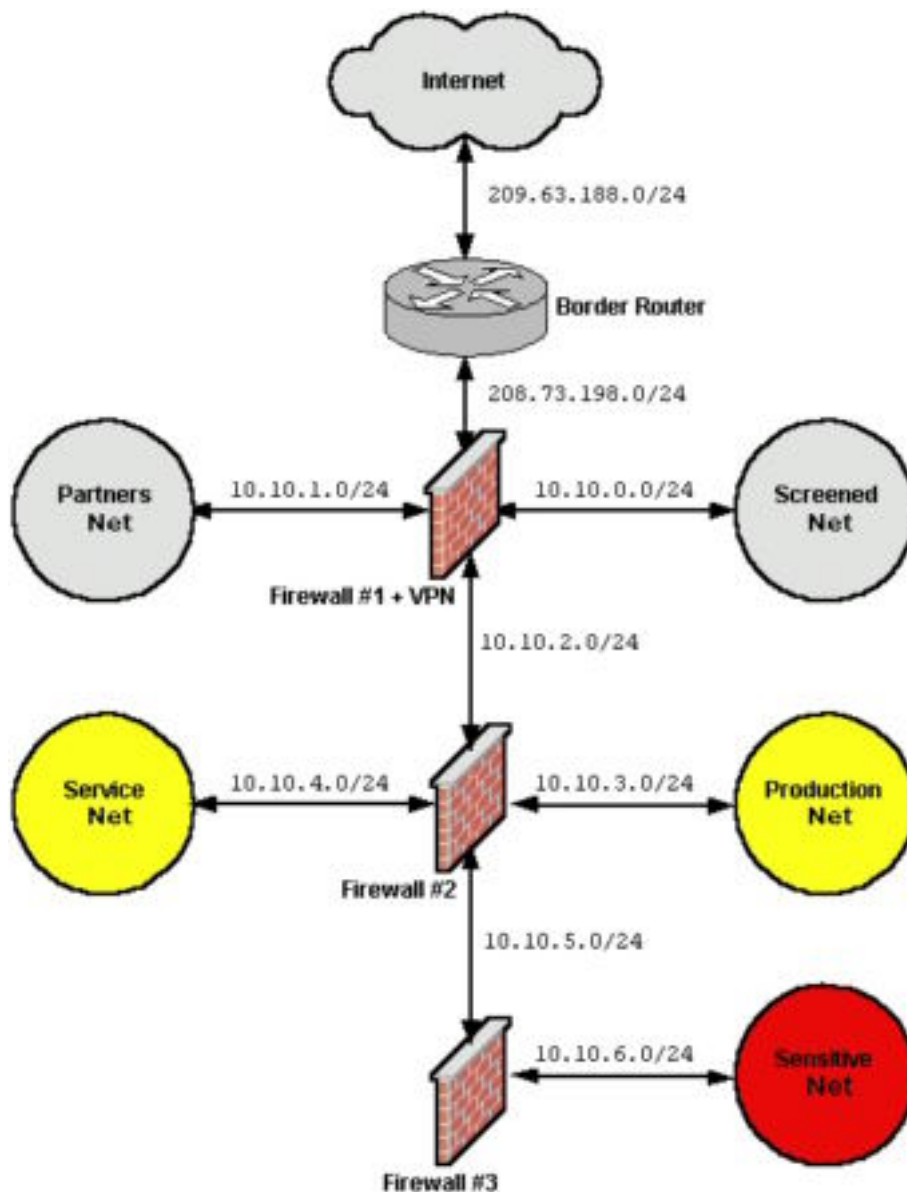 Internet
209.63.188.0/24
Border Router
208.73.198.0/24
Partners
Net
10.10.1.0/24
10.10.0.0/24
Screened
Net
Firewall #1 + VPN
10.10.2.0/24
Service
Net
10.10.4.0/24
10.10.3.0/24
Production
Net
Firewall #2
10.10.5.0/24
10.10.6.0/24
Sensitive
Net
Firewall #3